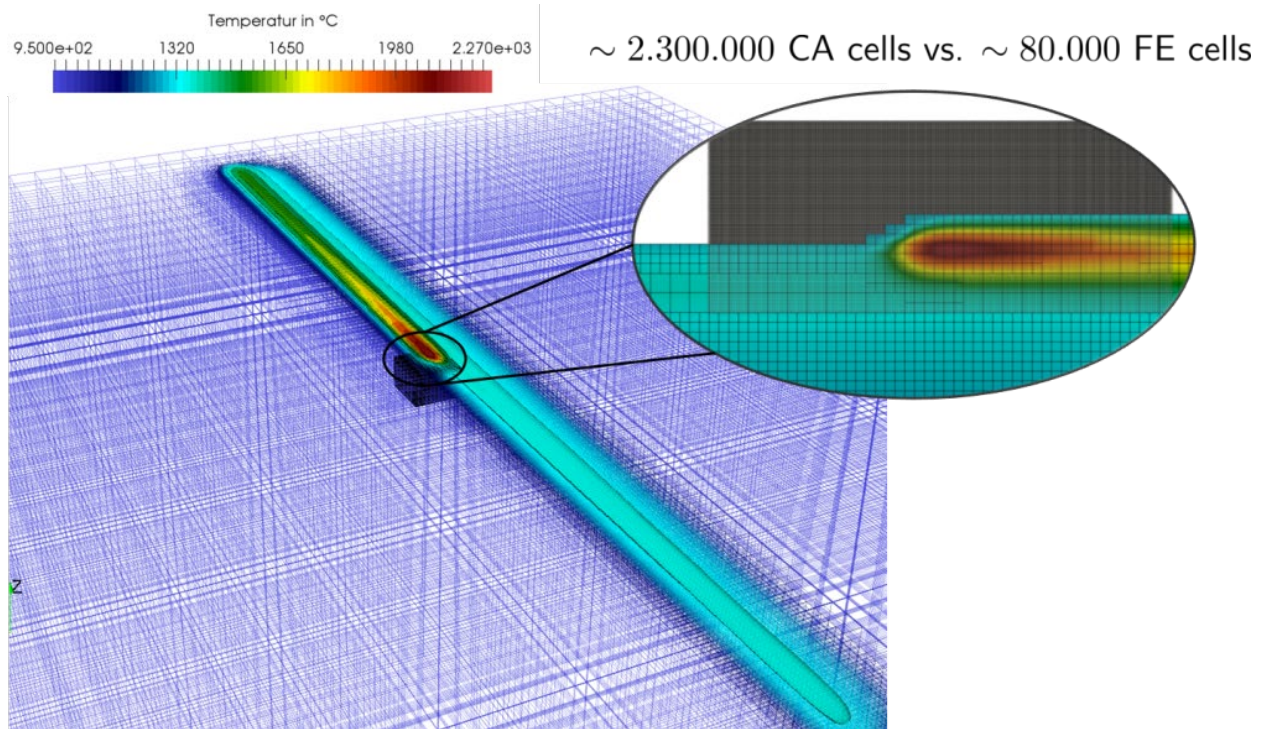 Temperatur in °C
9.500e+02 1320 1650 1980 2.270e+03
∼ 2.300.000 CA cells vs. ∼ 80.000 FE cells
Z